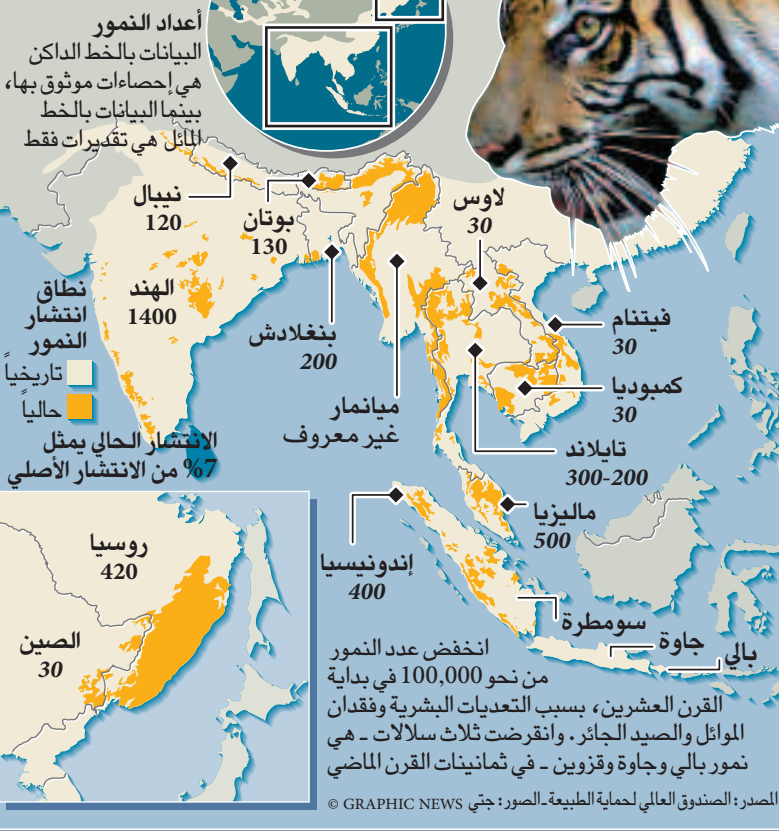 أعداد النمور
البيانات بالخط الداكن
هي إحصاءات موثوق بها،
بينما البيانات بالخط
المائل هي تقديرات فقط
نيبال
120
بوتان
130
لاوس
30
الهند
1400
بنغلادش
200
فيتنام
30
كمبوديا
30
ميانمار
غير معروف
تايلاند
300-200
ماليزيا
500
إندونيسيا
400
سومطرة
جاوة
بالي
نطاق
انتشار
النمور
تاريخياً
حالياً
الانتشار الحالي يمثل
7% من الانتشار الأصلي
روسيا
420
الصين
30
انخفض عدد النمور
من نحو 100,000 في بداية
القرن العشرين، بسبب التعديات البشرية وفقدان
الموائل والصيد الجائر. وانقرضت ثلاث سلالات ـ هي
نمور بالي وجاوة وقزوين ـ في ثمانينات القرن الماضي
المصدر: الصندوق العالمي لحماية الطبيعة ـ الصور: جتي GRAPHIC NEWS ©